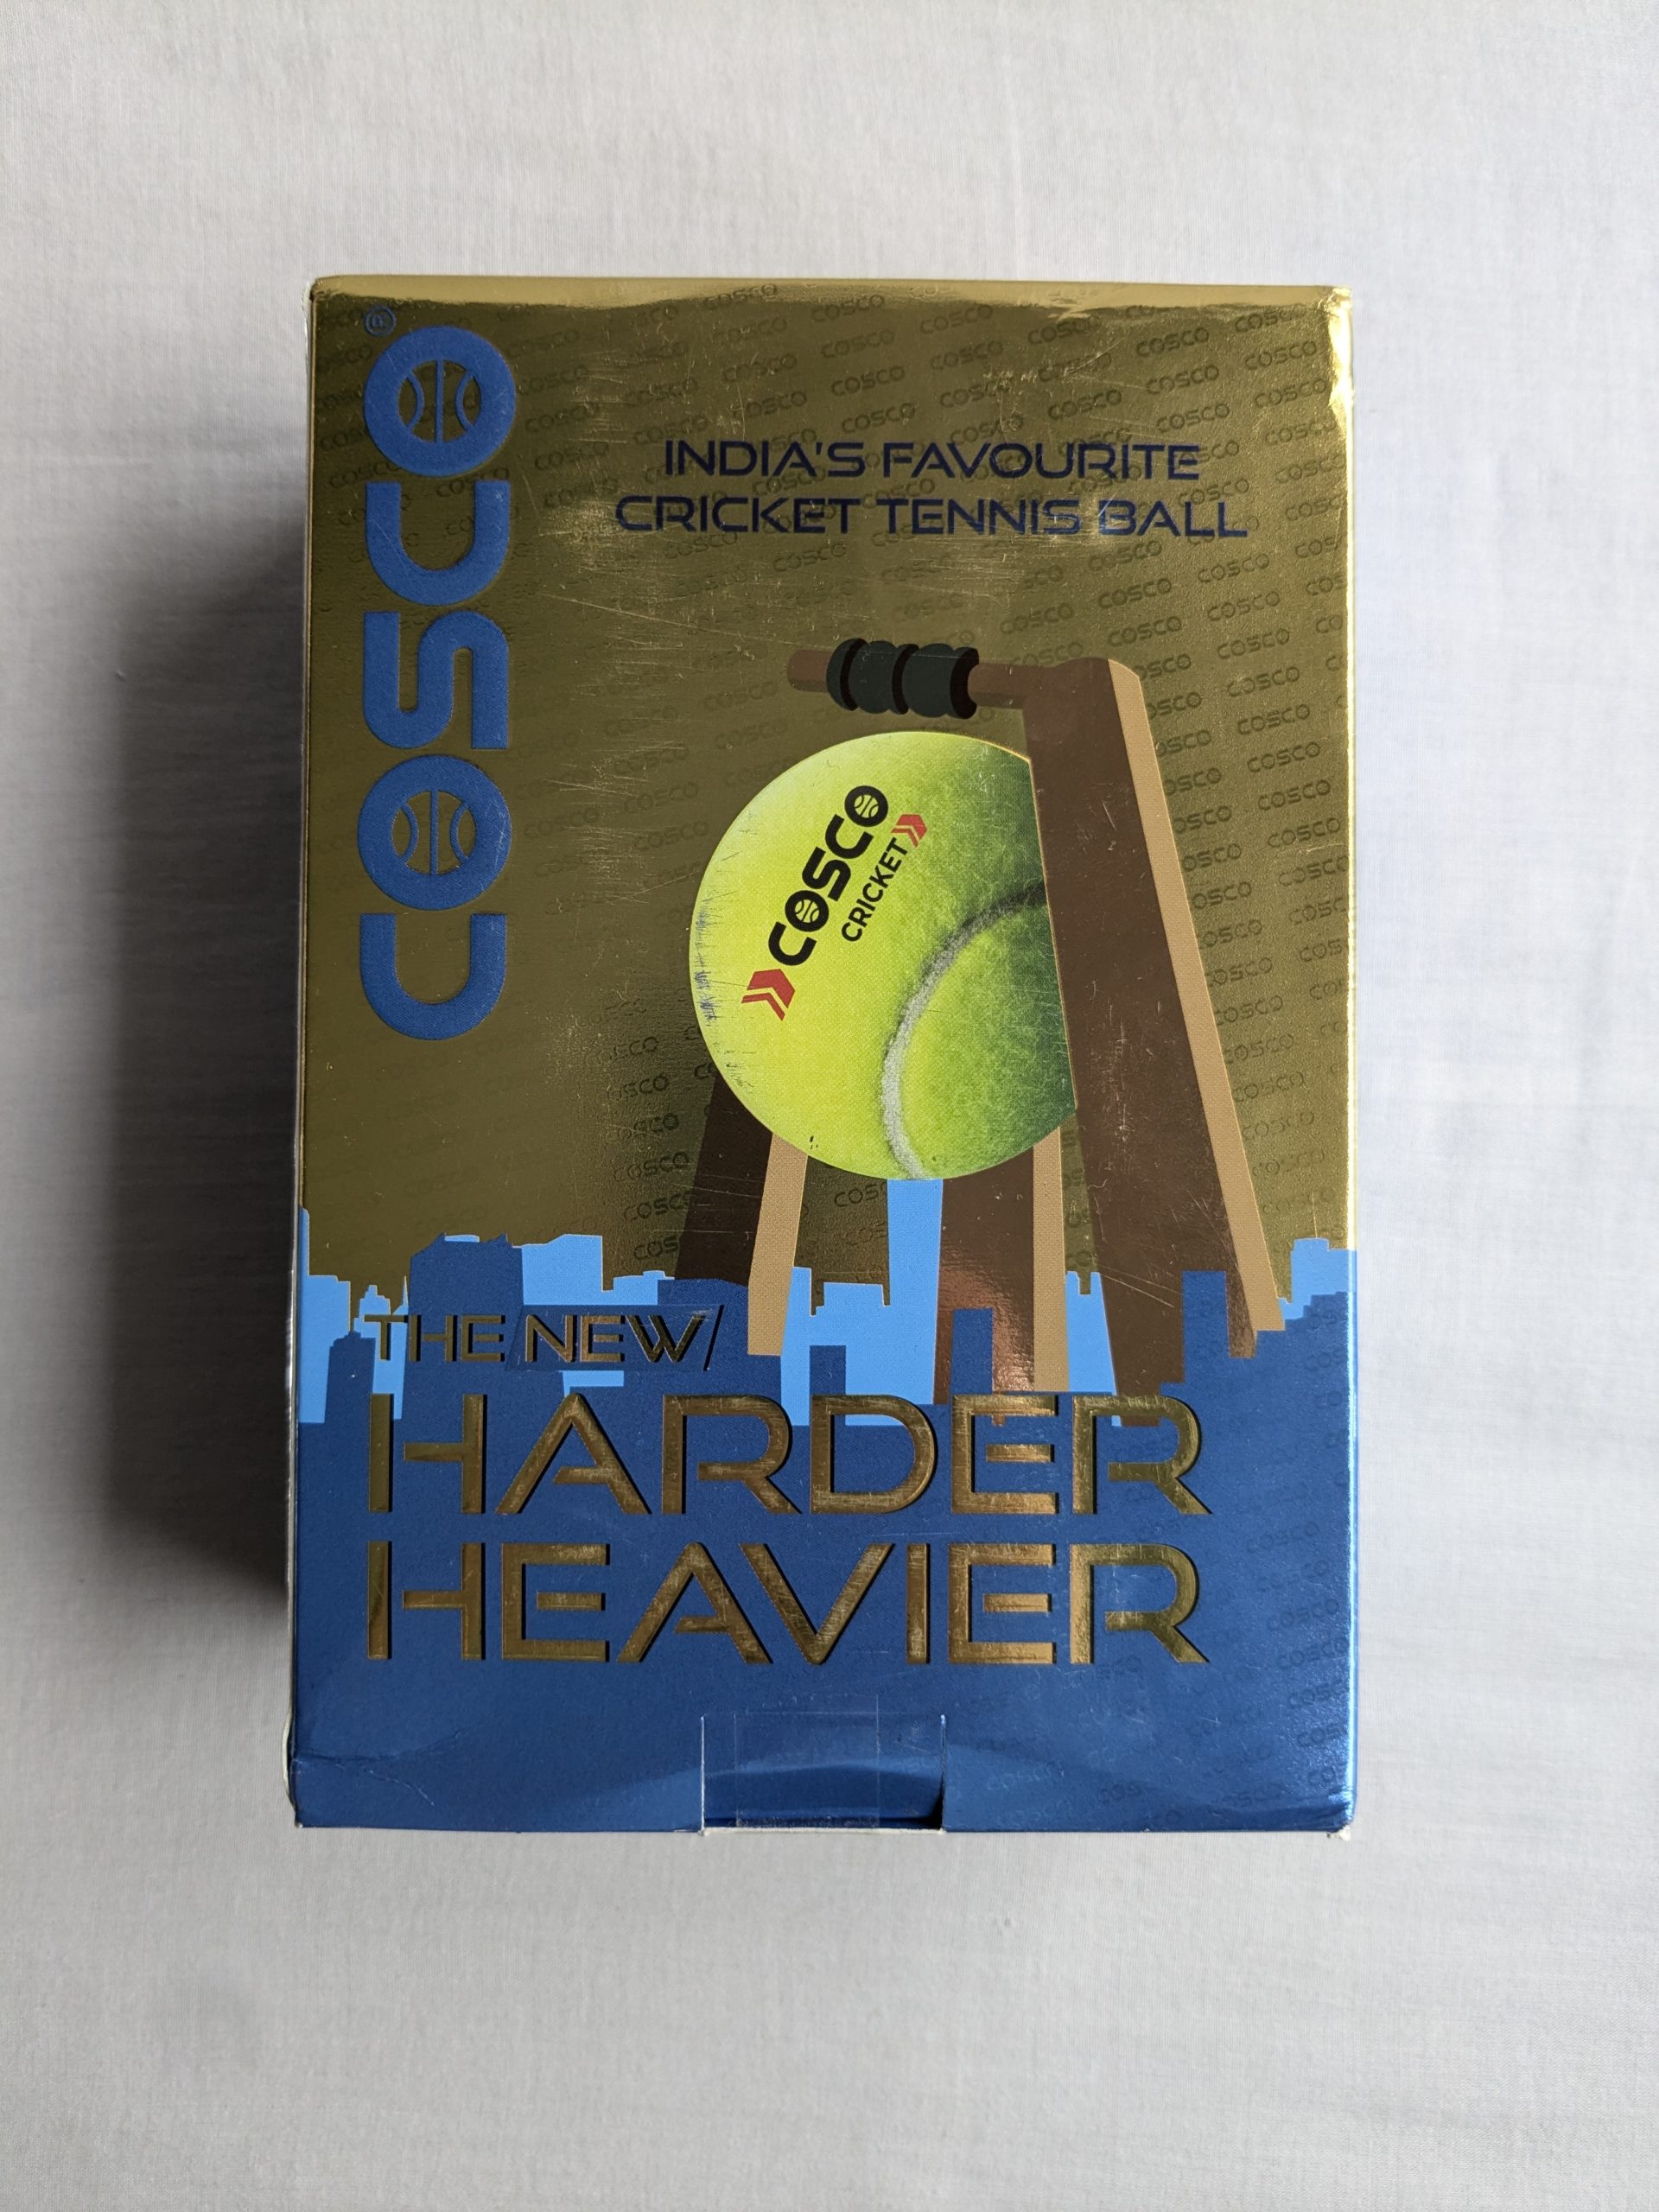 COSCO®
INDIA'S FAVOURITE
CRICKET TENNIS BALL
COSCO
CRICKET
THE NEW
HARDER
HEAVIER